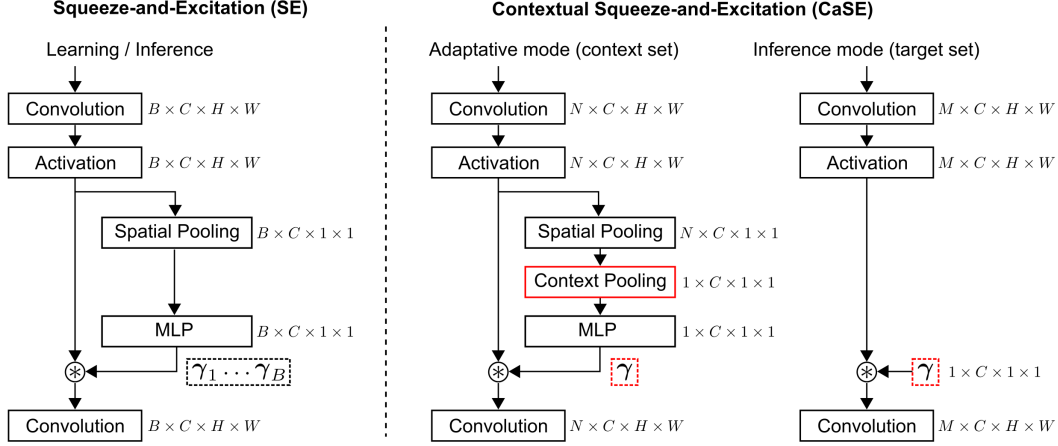 Squeeze-and-Excitation (SE)
Learning / Inference
Convolution B × C × H × W
Activation B × C × H × W
Spatial Pooling B × C × 1 × 1
MLP B × C × 1 × 1
γ₁ ⋯ γ_B
⊛
Convolution B × C × H × W
Contextual Squeeze-and-Excitation (CaSE)
Adaptative mode (context set)
Convolution N × C × H × W
Activation N × C × H × W
Spatial Pooling N × C × 1 × 1
Context Pooling 1 × C × 1 × 1
MLP 1 × C × 1 × 1
⊛ γ
Convolution N × C × H × W
Inference mode (target set)
Convolution M × C × H × W
Activation M × C × H × W
⊛ γ 1 × C × 1 × 1
Convolution M × C × H × W